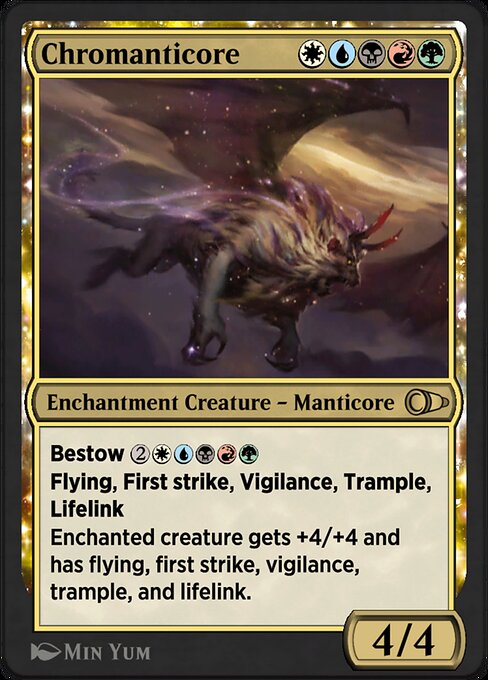 Chromanticore
Enchantment Creature – Manticore
Bestow 2
Flying, First strike, Vigilance, Trample,
Lifelink
Enchanted creature gets +4/+4 and
has flying, first strike, vigilance,
trample, and lifelink.
4/4
Min Yum